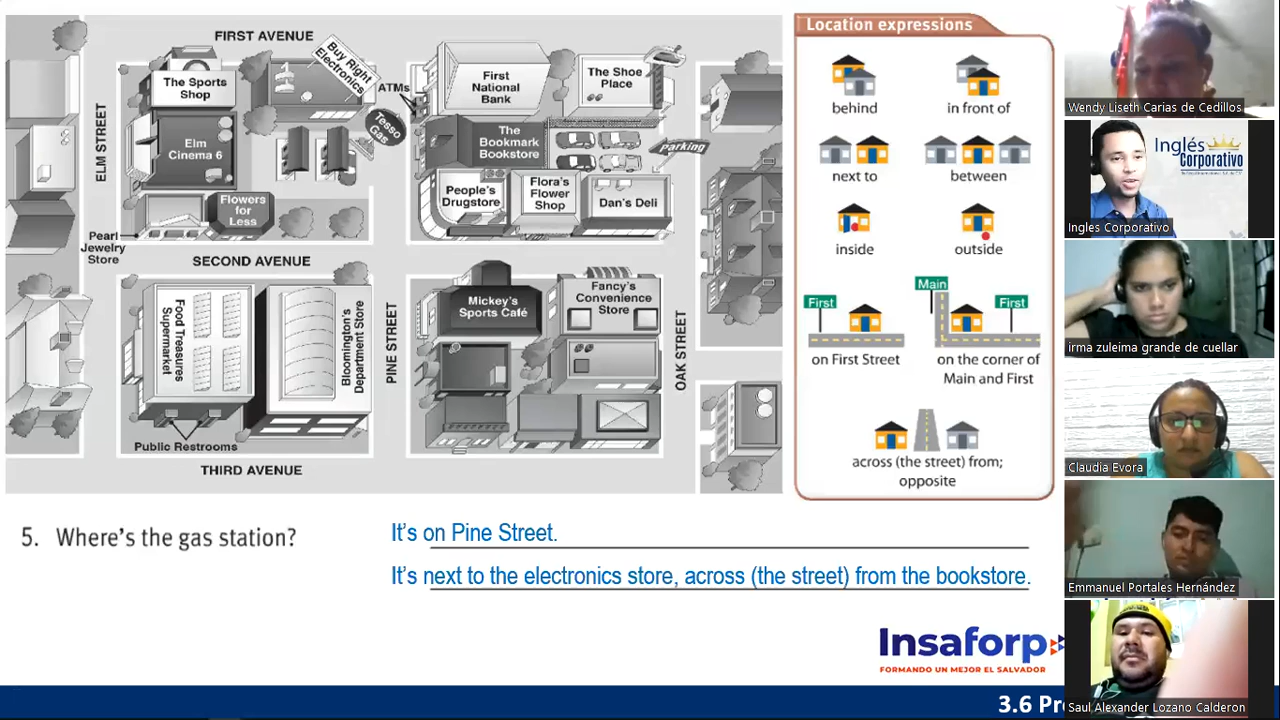 FIRST AVENUE
The Sports
Shop
Buy Right
Electronics
ATMs
First
National
Bank
The Shoe
Place
ELM STREET
Elm
Cinema 6
Tesso
Gas
The
Bookmark
Bookstore
Parking
Flowers
for
Less
People's
Drugstore
Flora's
Flower
Shop
Dan's Deli
Pearl
Jewelry
Store
SECOND AVENUE
Food Treasures
Supermarket
Bloomington's
Department Store
PINE STREET
Mickey's
Sports Café
Fancy's
Convenience
Store
OAK STREET
Public Restrooms
THIRD AVENUE
Location expressions
behind
in front of
next to
between
inside
outside
First
Main
First
on First Street
on the corner of
Main and First
across (the street) from;
opposite
5. Where's the gas station?
It's on Pine Street.
It's next to the electronics store, across (the street) from the bookstore.
Insaforp
FORMANDO UN MEJOR EL SALVADOR
3.6 Pr
Wendy Liseth Carias de Cedillos
Inglés
Corporativo
Ingles Corporativo
irma zuleima grande de cuellar
Claudia Evora
Emmanuel Portales Hernández
Saul Alexander Lozano Calderon